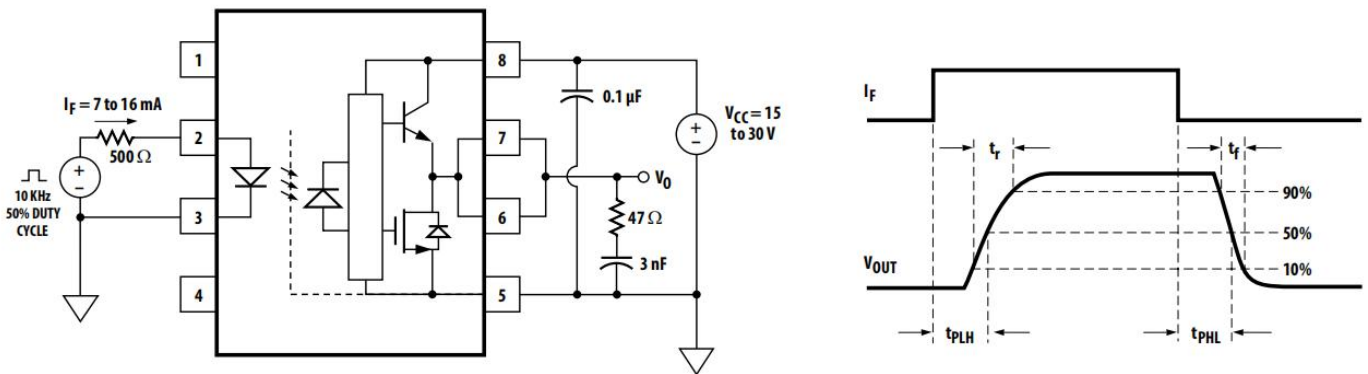 1
8
I_F = 7 to 16 mA
0.1 µF
V_CC = 15
to 30 V
+
–
2
7
500 Ω
+
–
V_O
10 KHz
50% DUTY
CYCLE
3
6
47 Ω
3 nF
4
5
I_F
t_r
t_f
90%
50%
10%
V_OUT
t_PLH
t_PHL